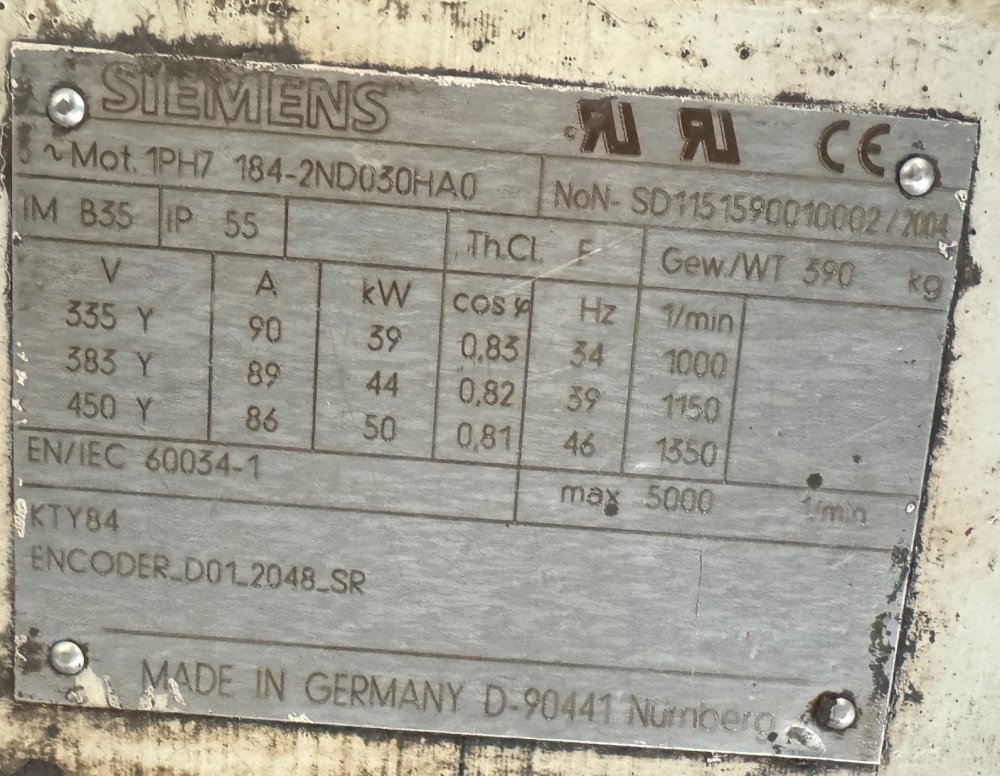 SIEMENS
CE
3 ~ Mot. 1PH7 184-2ND030HA0 NoN- SD1151590010002 / 2004
IM B35 IP 55 Th.Cl. F Gew./WT 390 kg
V A kW cos φ Hz 1/min
335 Y 90 39 0,83 34 1000
383 Y 89 44 0,82 39 1150
450 Y 86 50 0,81 46 1350
EN/IEC 60034-1 max 5000 1/min
KTY84
ENCODER_D01_2048_SR
MADE IN GERMANY D-90441 Nürnberg